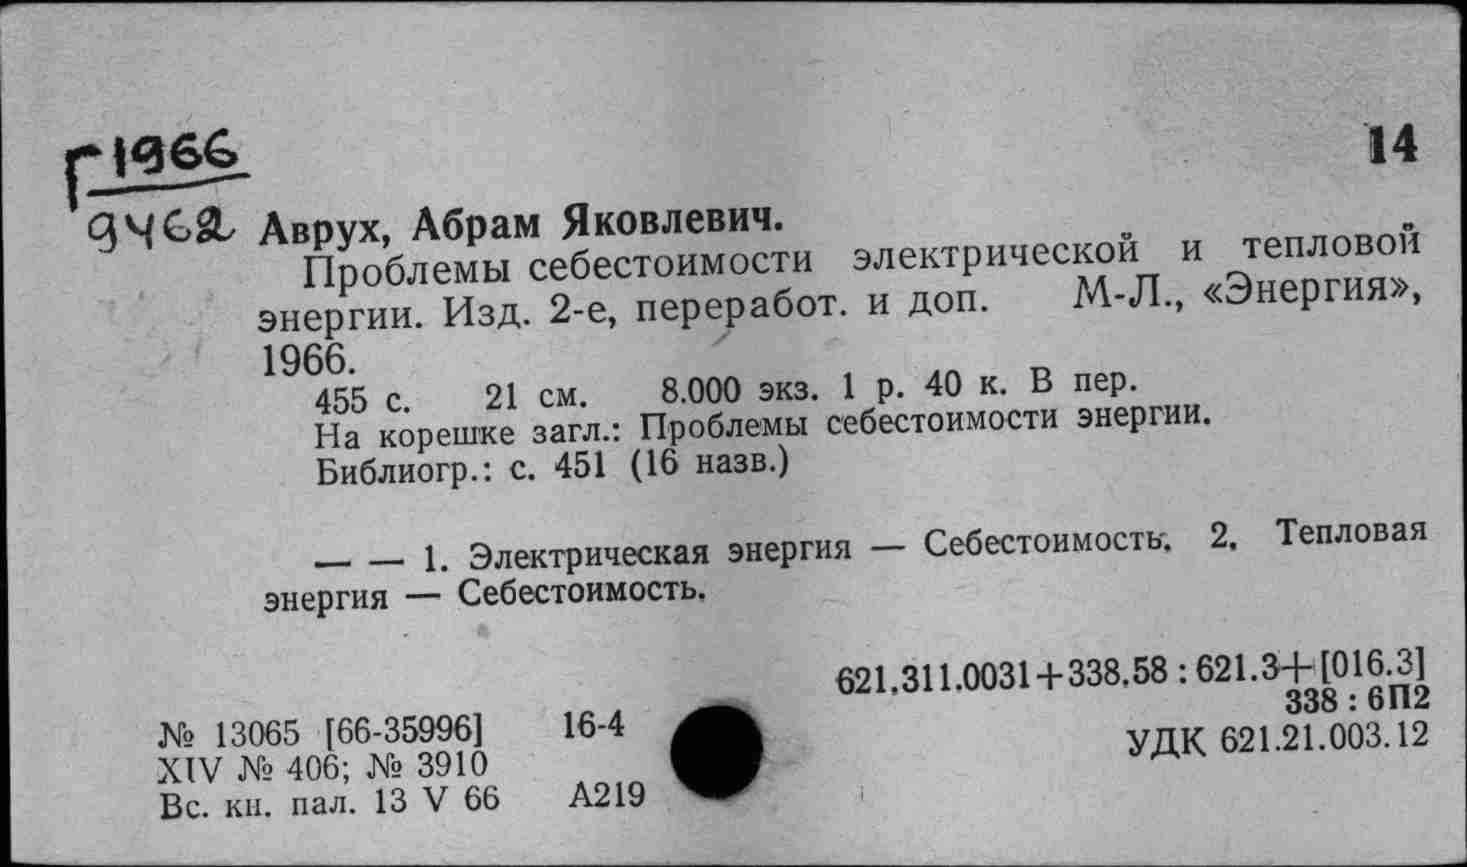 Г 1966
9462
14
Аврух, Абрам Яковлевич.
Проблемы себестоимости электрической и тепловой
энергии. Изд. 2-е, переработ. и доп. М-Л., «Энергия»,
1966.
455 с. 21 см. 8.000 экз. 1 р. 40 к. В пер.
На корешке загл.: Проблемы себестоимости энергии.
Библиогр.: с. 451 (16 назв.)
— — 1. Электрическая энергия — Себестоимость. 2. Тепловая
энергия — Себестоимость.
621.311.0031+338.58 : 621.3+[016.3]
338 : 6П2
УДК 621.21.003.12
№ 13065 [66-35996] 16-4
XIV № 406; № 3910
Вс. кн. пал. 13 V 66 А219